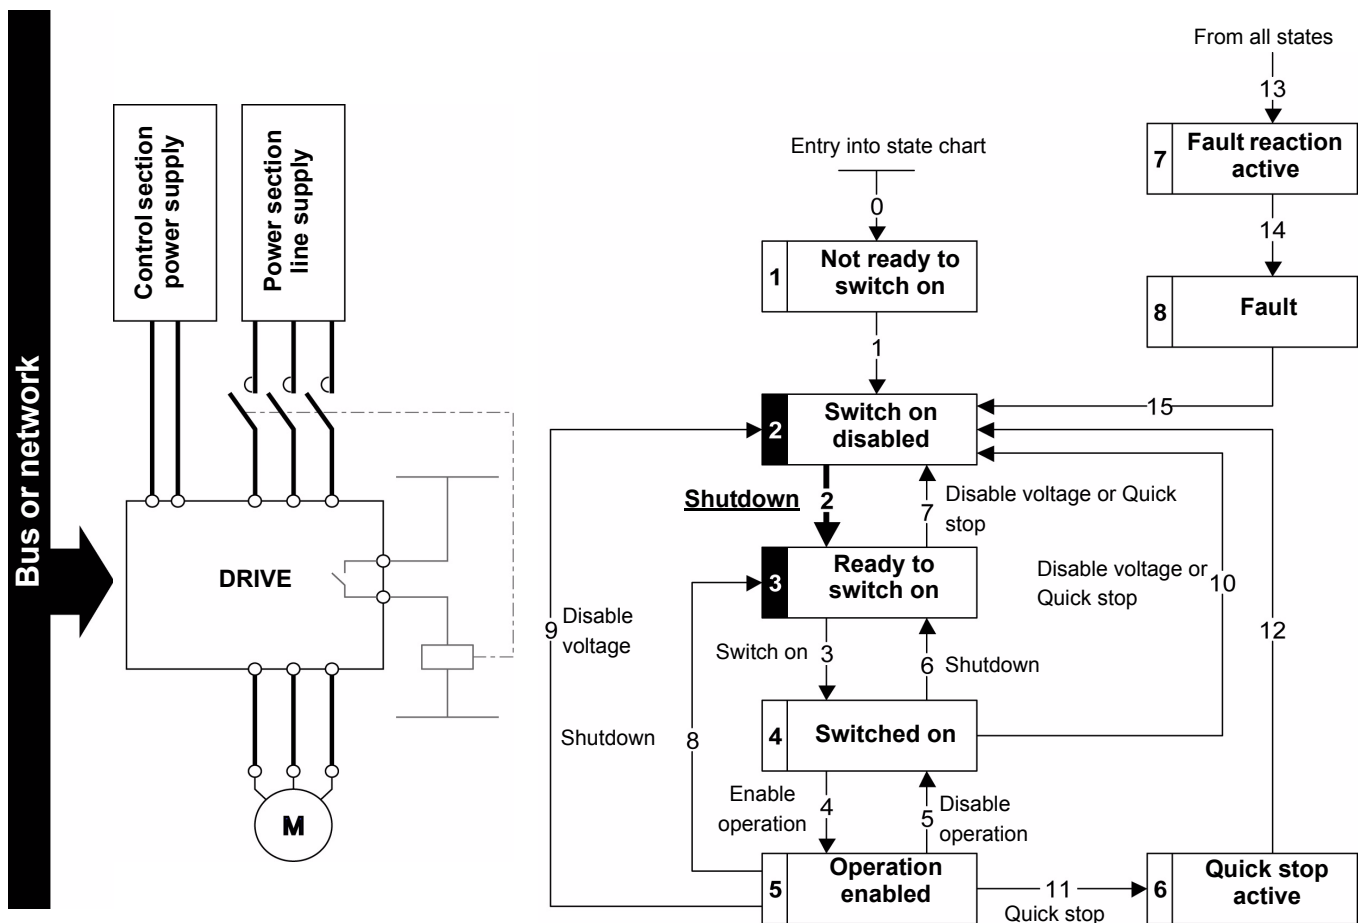 Bus or network
Control section
power supply
Power section
line supply
DRIVE
M
From all states
13
7
Fault reaction
active
14
8
Fault
15
Entry into state chart
0
1
Not ready to
switch on
1
2
Switch on
disabled
Shutdown
2
7
Disable voltage or Quick
stop
3
Ready to
switch on
Disable voltage or
Quick stop
10
12
9
Disable
voltage
Switch on
3
6
Shutdown
4
Switched on
Shutdown
8
Enable
operation
4
5
Disable
operation
5
Operation
enabled
11
Quick stop
6
Quick stop
active